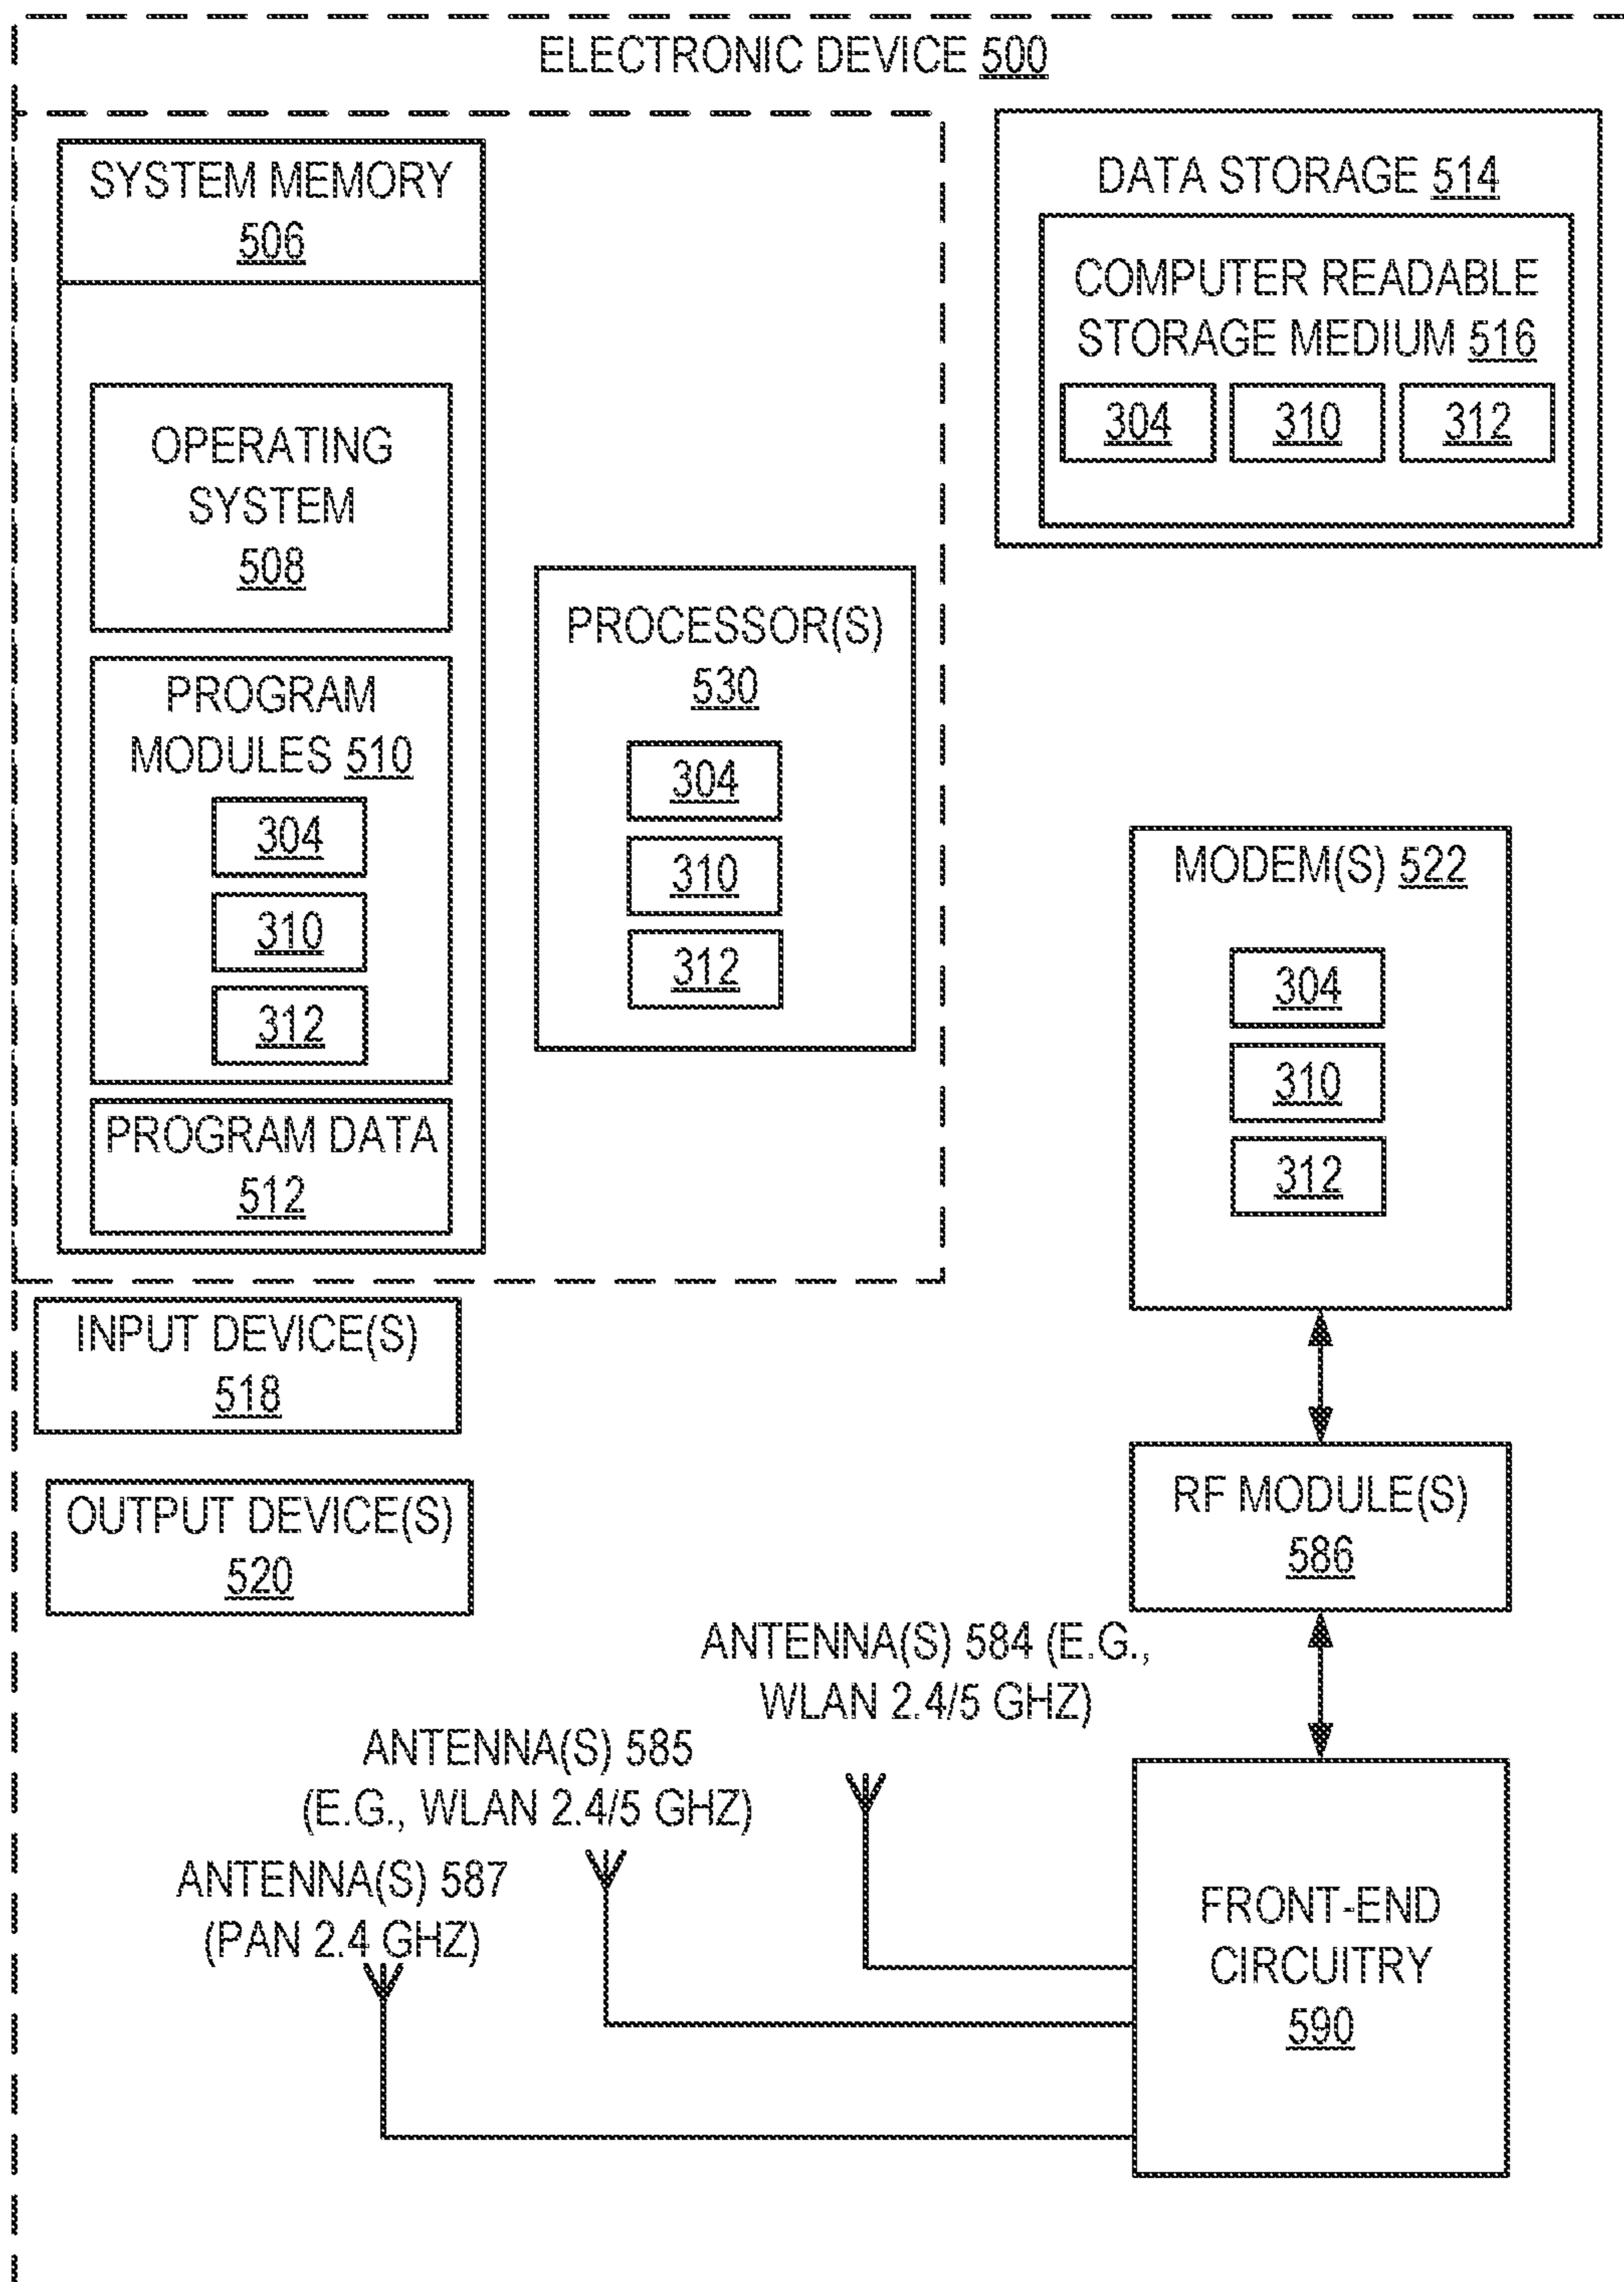 ELECTRONIC DEVICE 500
SYSTEM MEMORY
506
OPERATING
SYSTEM
508
PROGRAM
MODULES 510
304
310
312
PROGRAM DATA
512
PROCESSOR(S)
530
304
310
312
DATA STORAGE 514
COMPUTER READABLE
STORAGE MEDIUM 516
304 310 312
MODEM(S) 522
304
310
312
INPUT DEVICE(S)
518
OUTPUT DEVICE(S)
520
RF MODULE(S)
586
ANTENNA(S) 584 (E.G.,
WLAN 2.4/5 GHZ)
ANTENNA(S) 585
(E.G., WLAN 2.4/5 GHZ)
ANTENNA(S) 587
(PAN 2.4 GHZ)
FRONT-END
CIRCUITRY
590